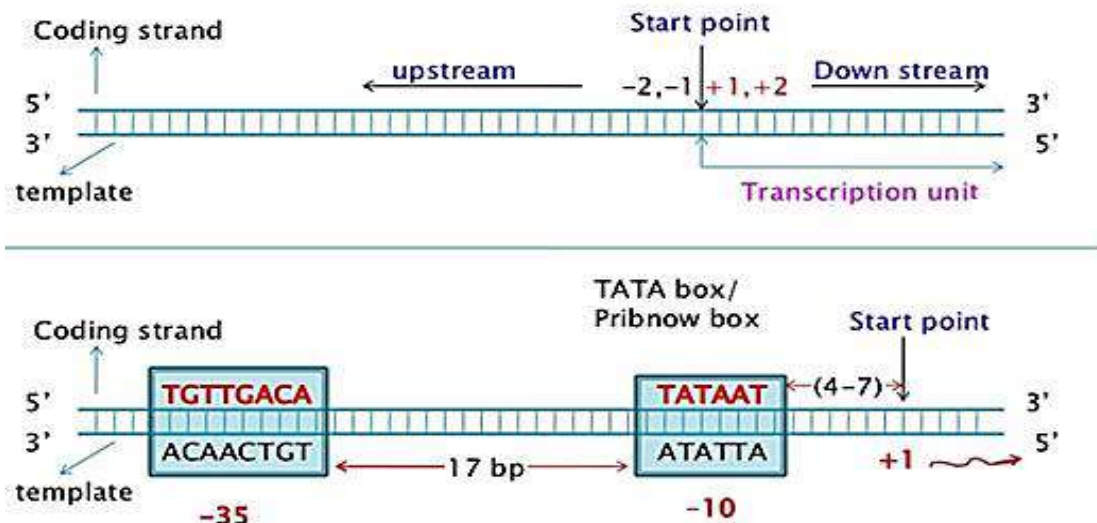 Coding strand
Start point
upstream
-2,-1 +1,+2
Down stream
5' 3'
3' 5'
template
Transcription unit
TATA box/
Pribnow box
Coding strand
Start point
TGTTGACA
TATAAT
(4-7)
5' 3'
3' 5'
ACAACTGT
17 bp
ATATTA
+1
template
-35
-10